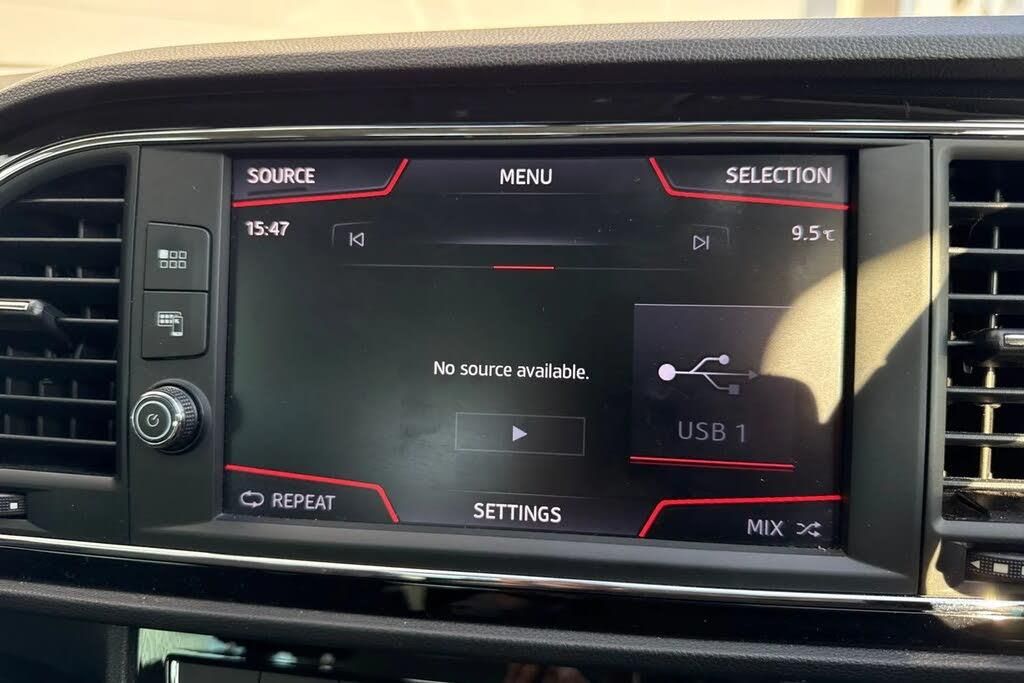 SOURCE
MENU
SELECTION
15:47
9.5℃
No source available.
USB 1
REPEAT
SETTINGS
MIX